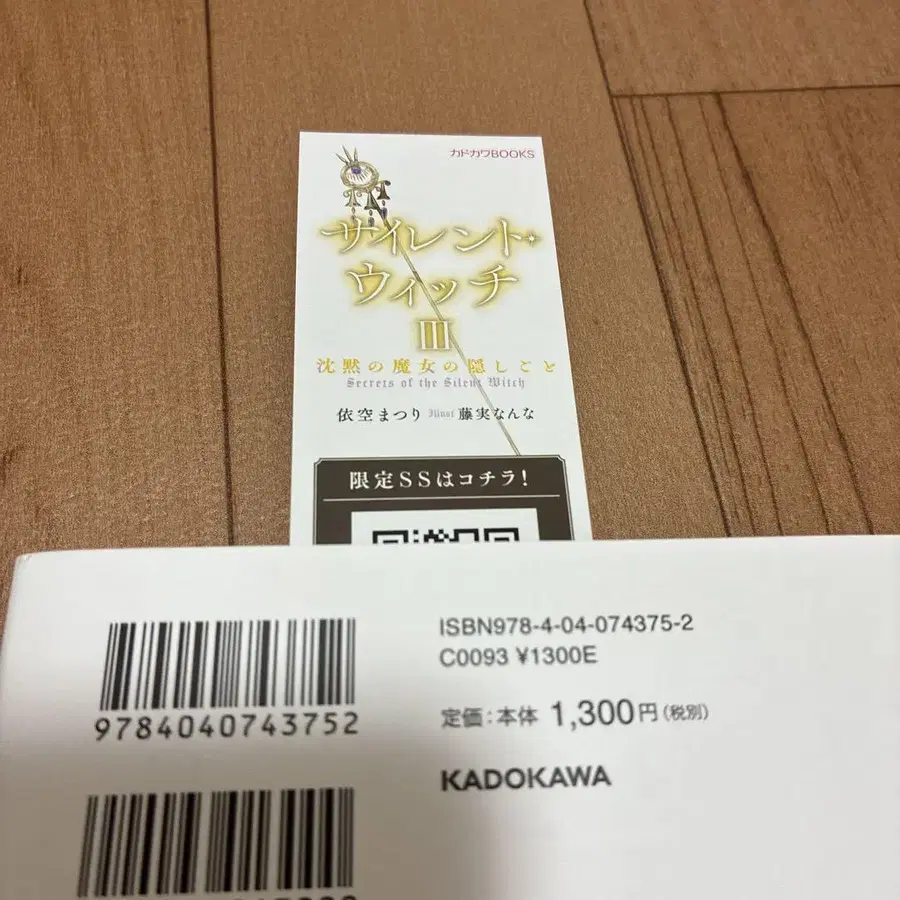 カドカワBOOKS
サイレント・
ウィッチ
III
沈黙の魔女の隠しごと
Secrets of the Silent Witch
依空まつり Illust 藤実なんな
限定SSはコチラ!
ISBN978-4-04-074375-2
C0093 ¥1300E
9784040743752
定価:本体 1,300円(税別)
KADOKAWA